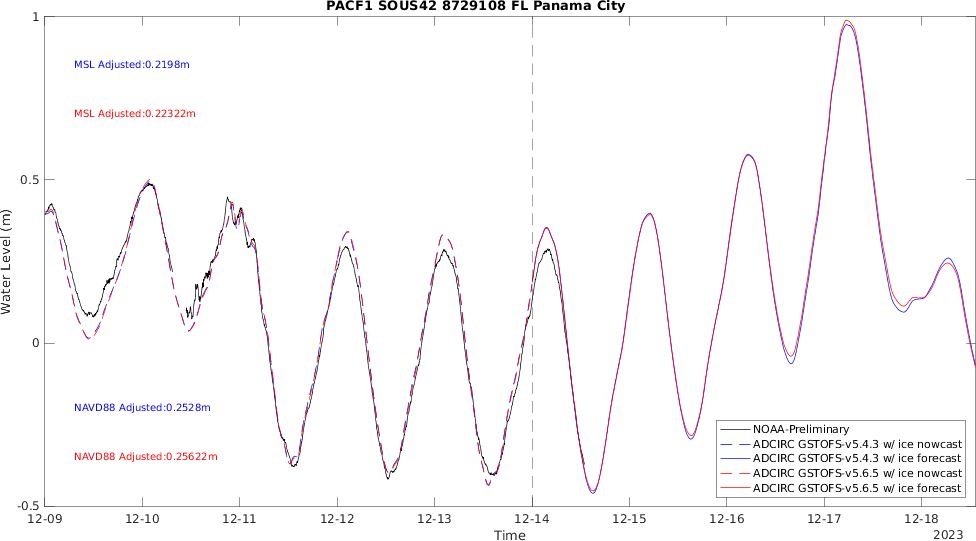 PACF1 SOUS42 8729108 FL Panama City
1
0.5
0
-0.5
Water Level (m)
MSL Adjusted:0.2198m
MSL Adjusted:0.22322m
NAVD88 Adjusted:0.2528m
NAVD88 Adjusted:0.25622m
NOAA-Preliminary
ADCIRC GSTOFS-v5.4.3 w/ ice nowcast
ADCIRC GSTOFS-v5.4.3 w/ ice forecast
ADCIRC GSTOFS-v5.6.5 w/ ice nowcast
ADCIRC GSTOFS-v5.6.5 w/ ice forecast
12-09 12-10 12-11 12-12 12-13 12-14 12-15 12-16 12-17 12-18
Time
2023